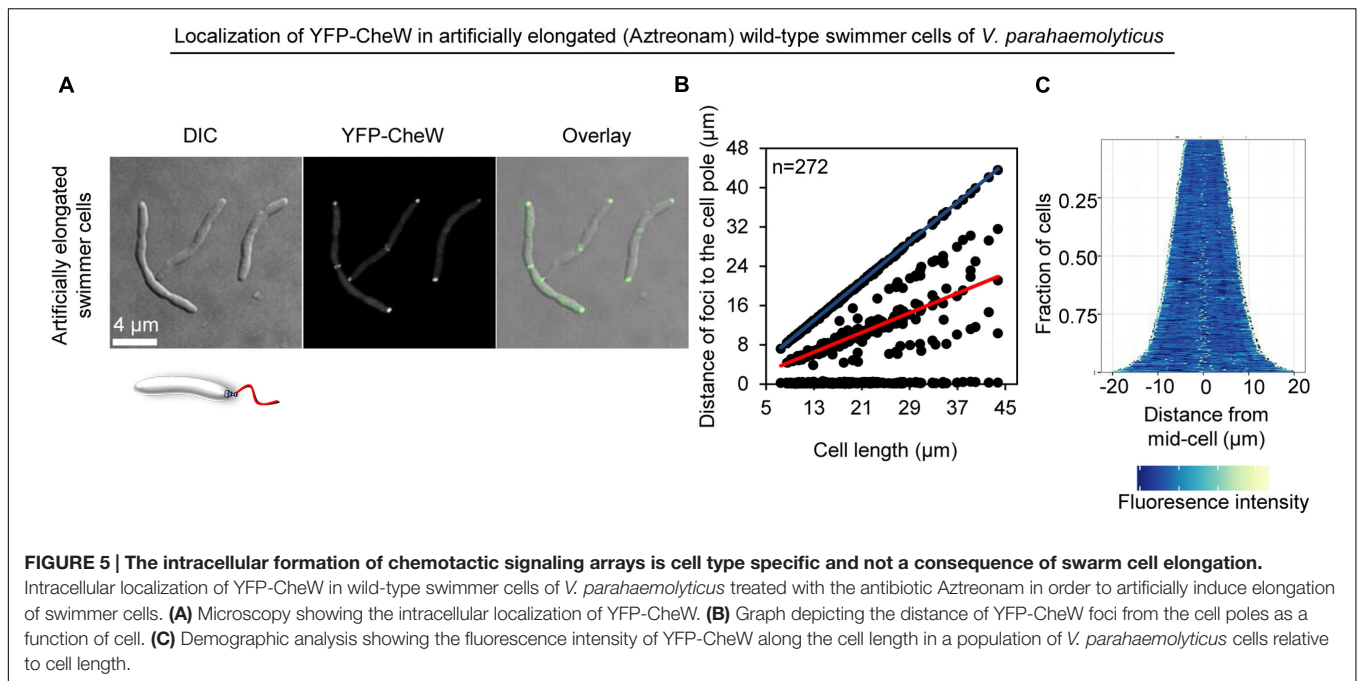 Localization of YFP-CheW in artificially elongated (Aztreonam) wild-type swimmer cells of V. parahaemolyticus
A
DIC
YFP-CheW
Overlay
Artificially elongated
swimmer cells
4 µm
B
Distance of foci to the cell pole (µm)
48
40
32
24
16
8
0
n=272
5
13
21
29
37
45
Cell length (µm)
C
Fraction of cells
0.25
0.50
0.75
-20
-10
0
10
20
Distance from
mid-cell (µm)
Fluoresence intensity
FIGURE 5 | The intracellular formation of chemotactic signaling arrays is cell type specific and not a consequence of swarm cell elongation.
Intracellular localization of YFP-CheW in wild-type swimmer cells of V. parahaemolyticus treated with the antibiotic Aztreonam in order to artificially induce elongation
of swimmer cells. (A) Microscopy showing the intracellular localization of YFP-CheW. (B) Graph depicting the distance of YFP-CheW foci from the cell poles as a
function of cell. (C) Demographic analysis showing the fluorescence intensity of YFP-CheW along the cell length in a population of V. parahaemolyticus cells relative
to cell length.